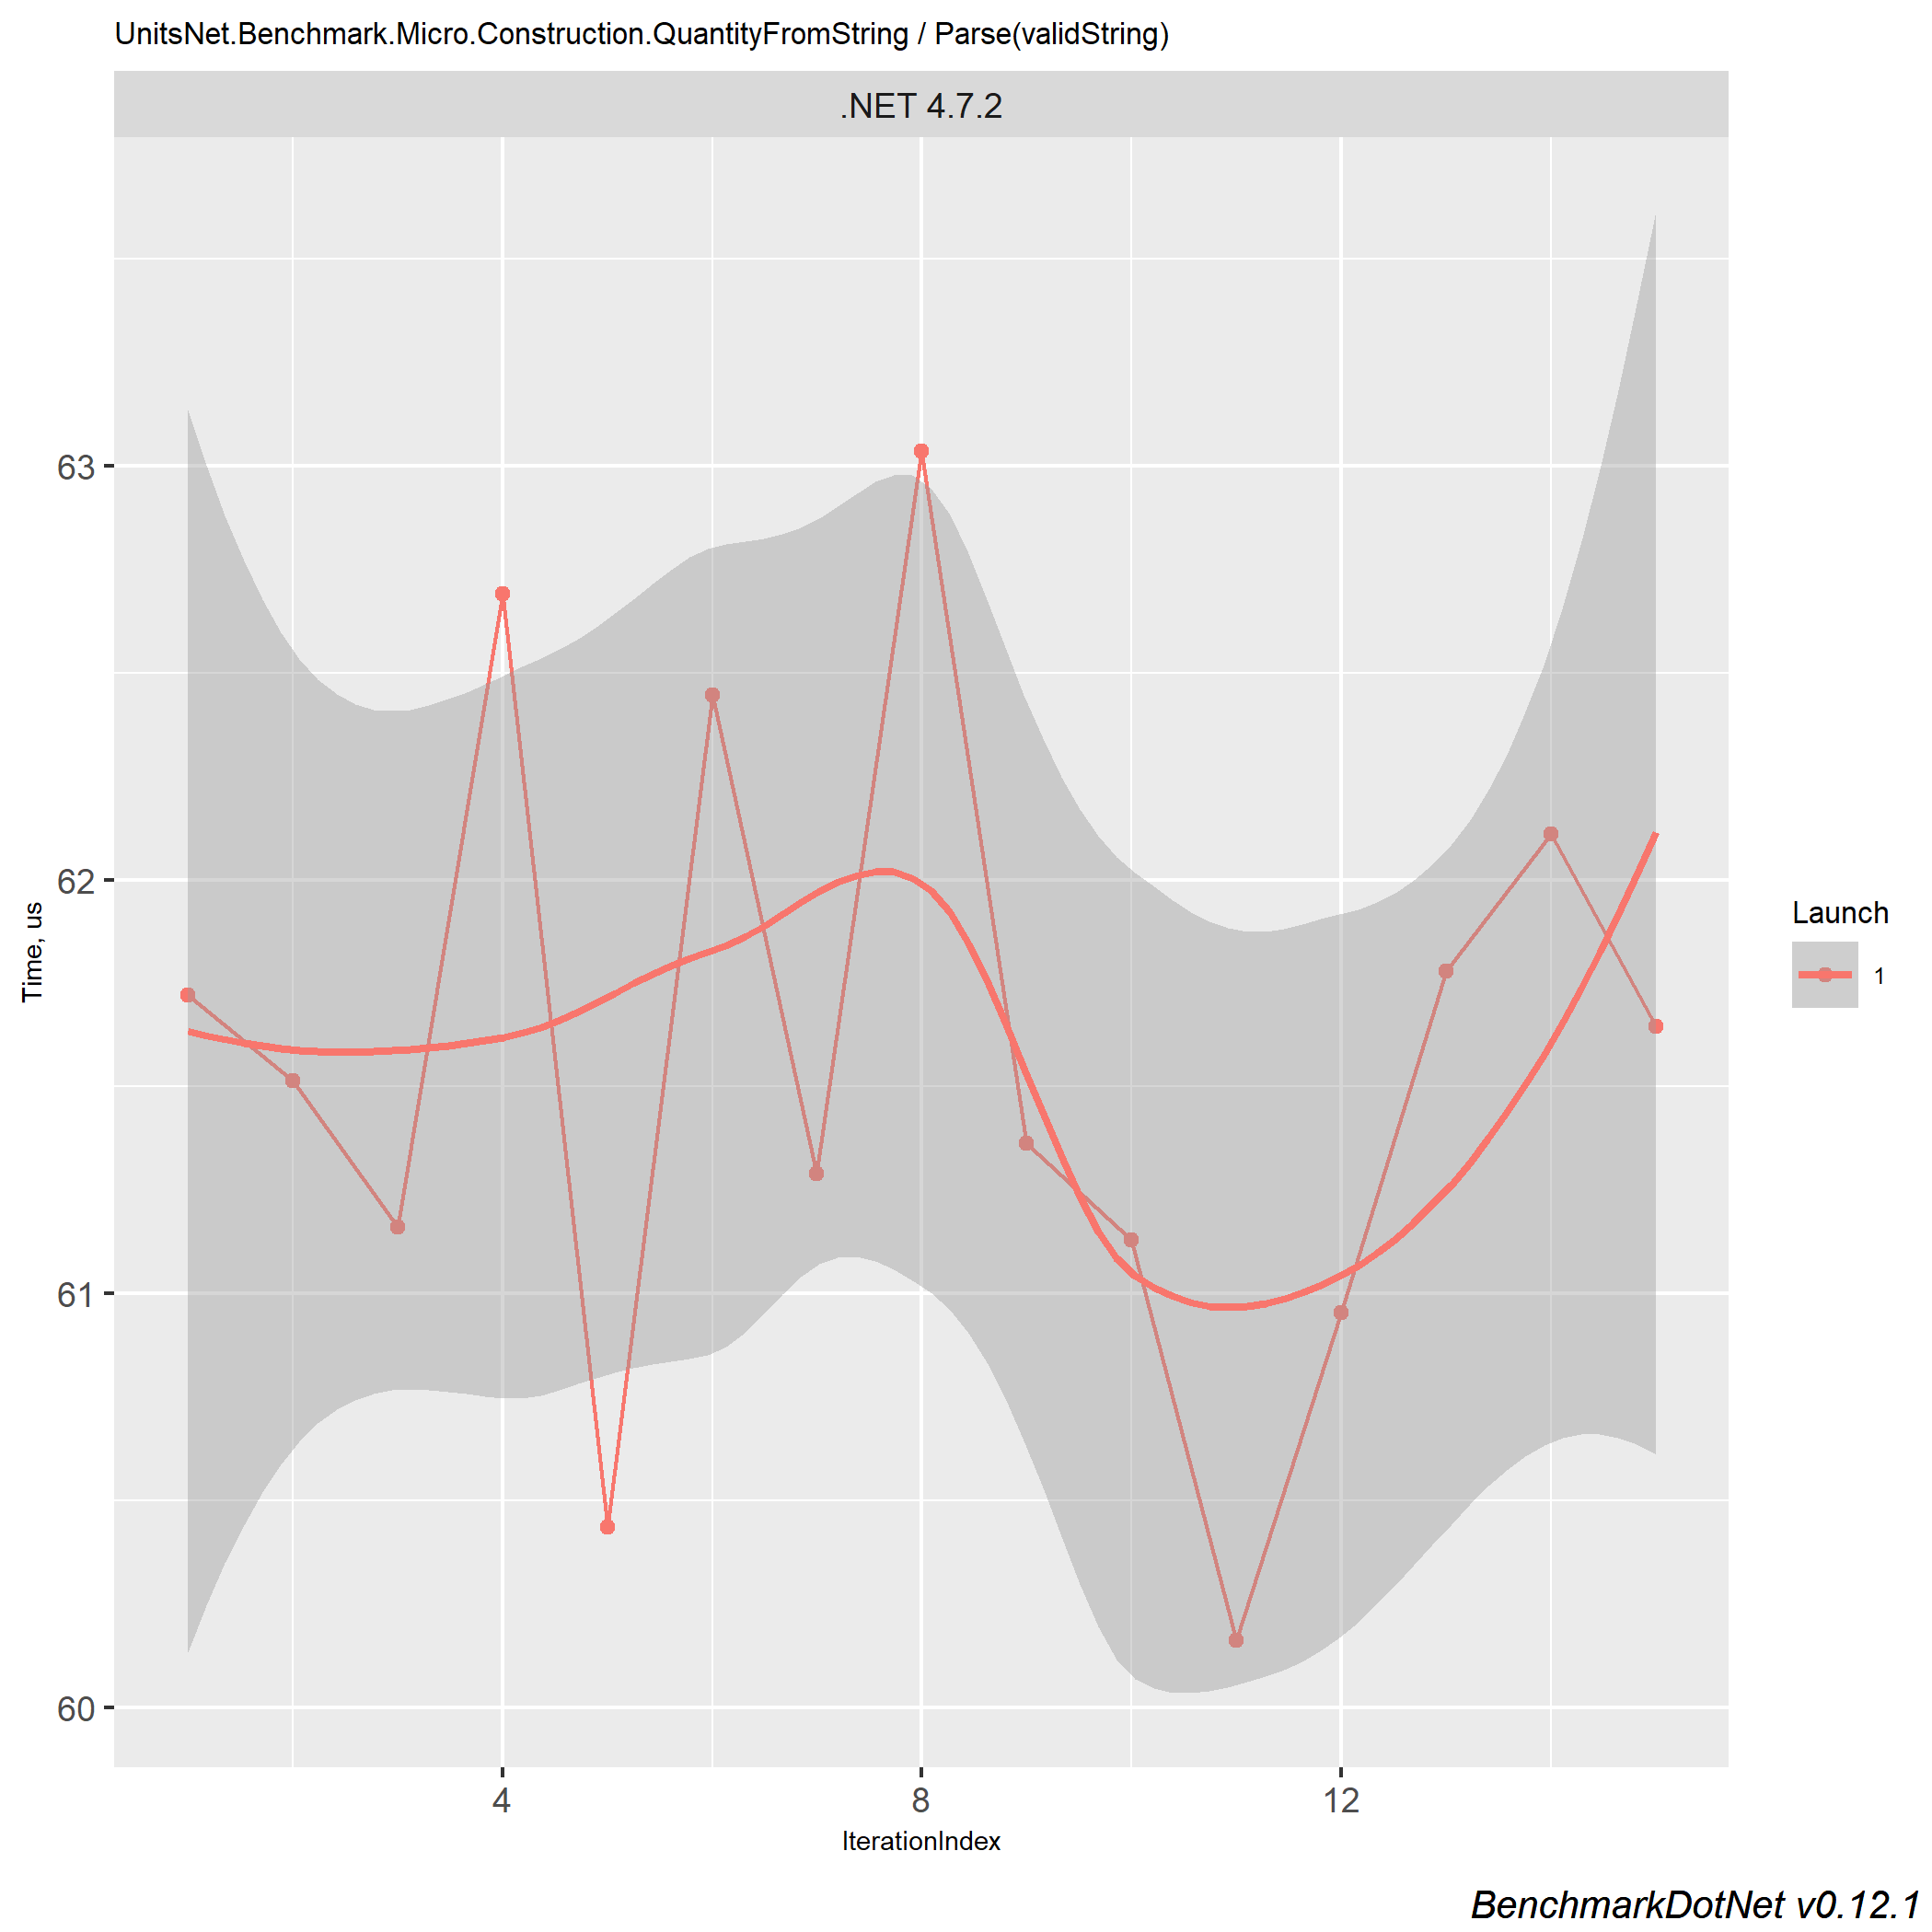 UnitsNet.Benchmark.Micro.Construction.QuantityFromString / Parse(validString)
.NET 4.7.2
63
62
61
60
Time, us
4 8 12
IterationIndex
Launch
1
BenchmarkDotNet v0.12.1